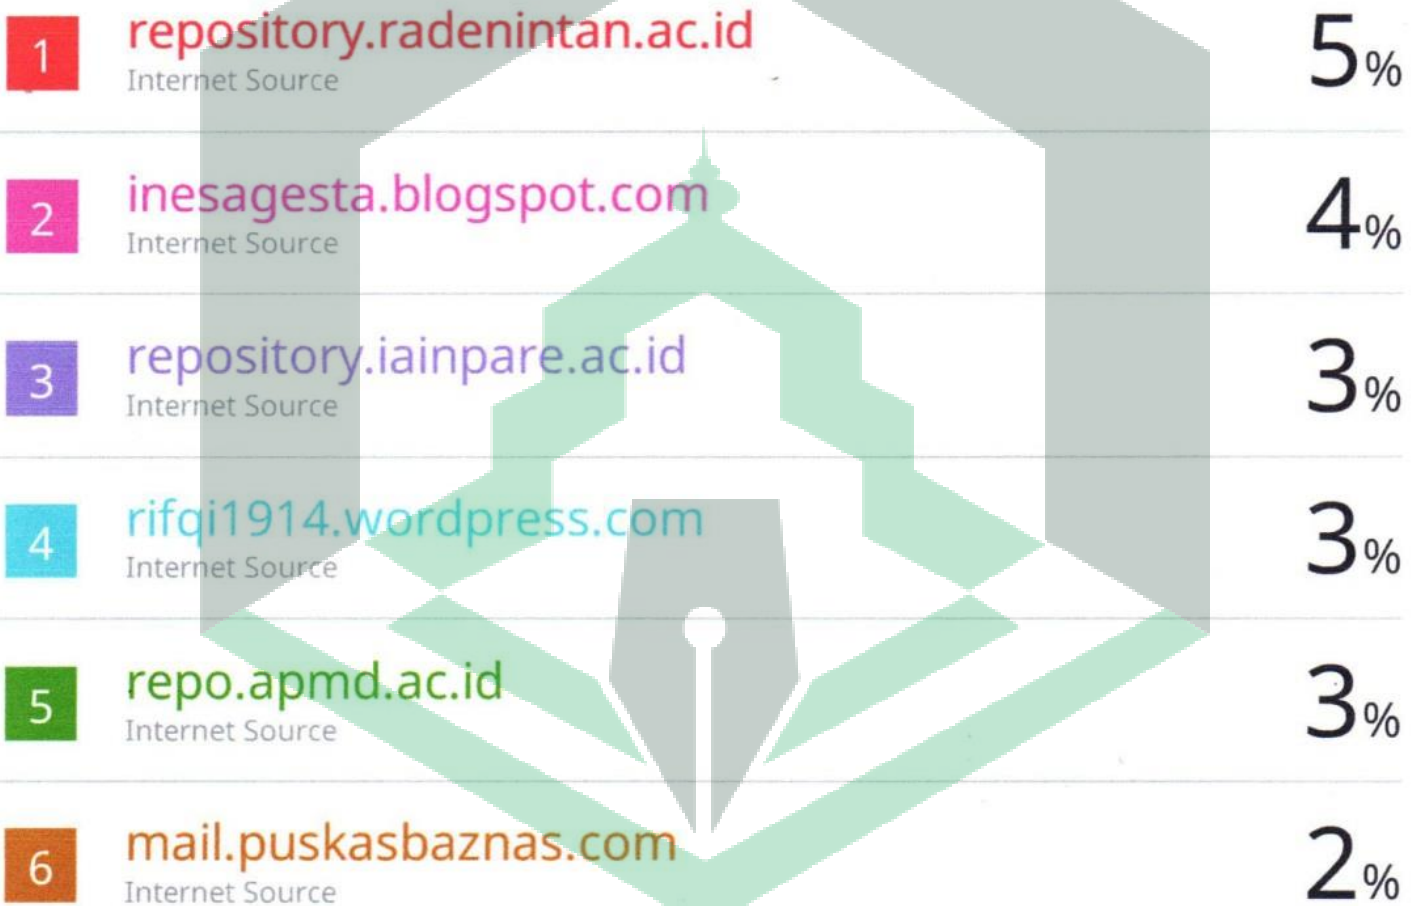 1 repository.radenintan.ac.id 5%
Internet Source
2 inesagesta.blogspot.com 4%
Internet Source
3 repository.iainpare.ac.id 3%
Internet Source
4 rifqi1914.wordpress.com 3%
Internet Source
5 repo.apmd.ac.id 3%
Internet Source
6 mail.puskasbaznas.com 2%
Internet Source